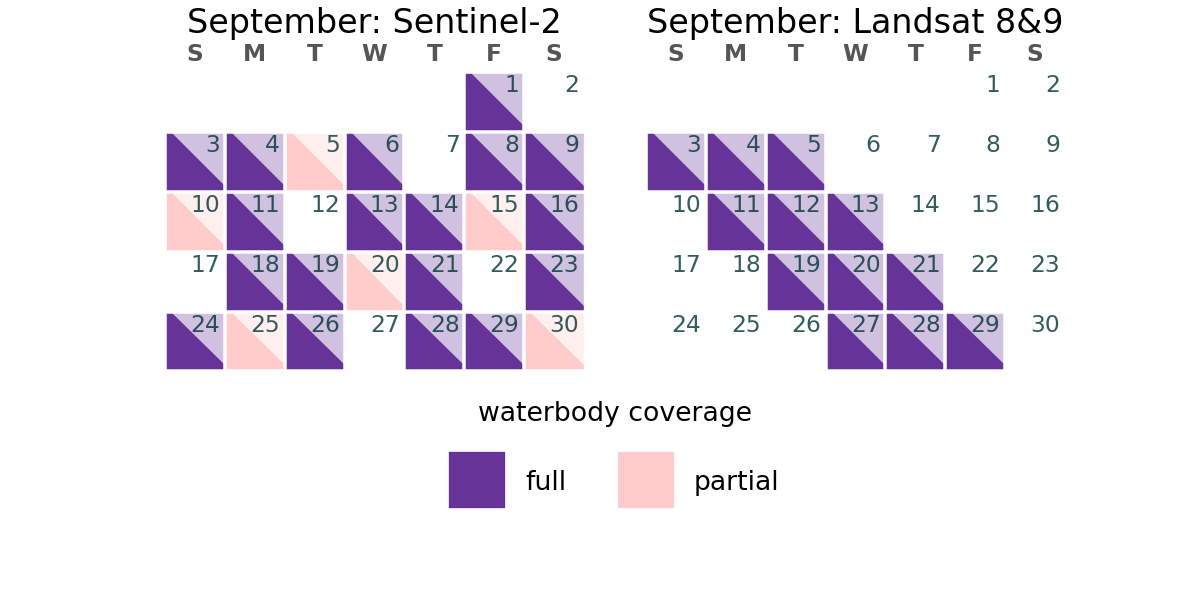 September: Sentinel-2
S M T W T F S
1 2
3 4 5 6 7 8 9
10 11 12 13 14 15 16
17 18 19 20 21 22 23
24 25 26 27 28 29 30
September: Landsat 8&9
S M T W T F S
1 2
3 4 5 6 7 8 9
10 11 12 13 14 15 16
17 18 19 20 21 22 23
24 25 26 27 28 29 30
waterbody coverage
full
partial